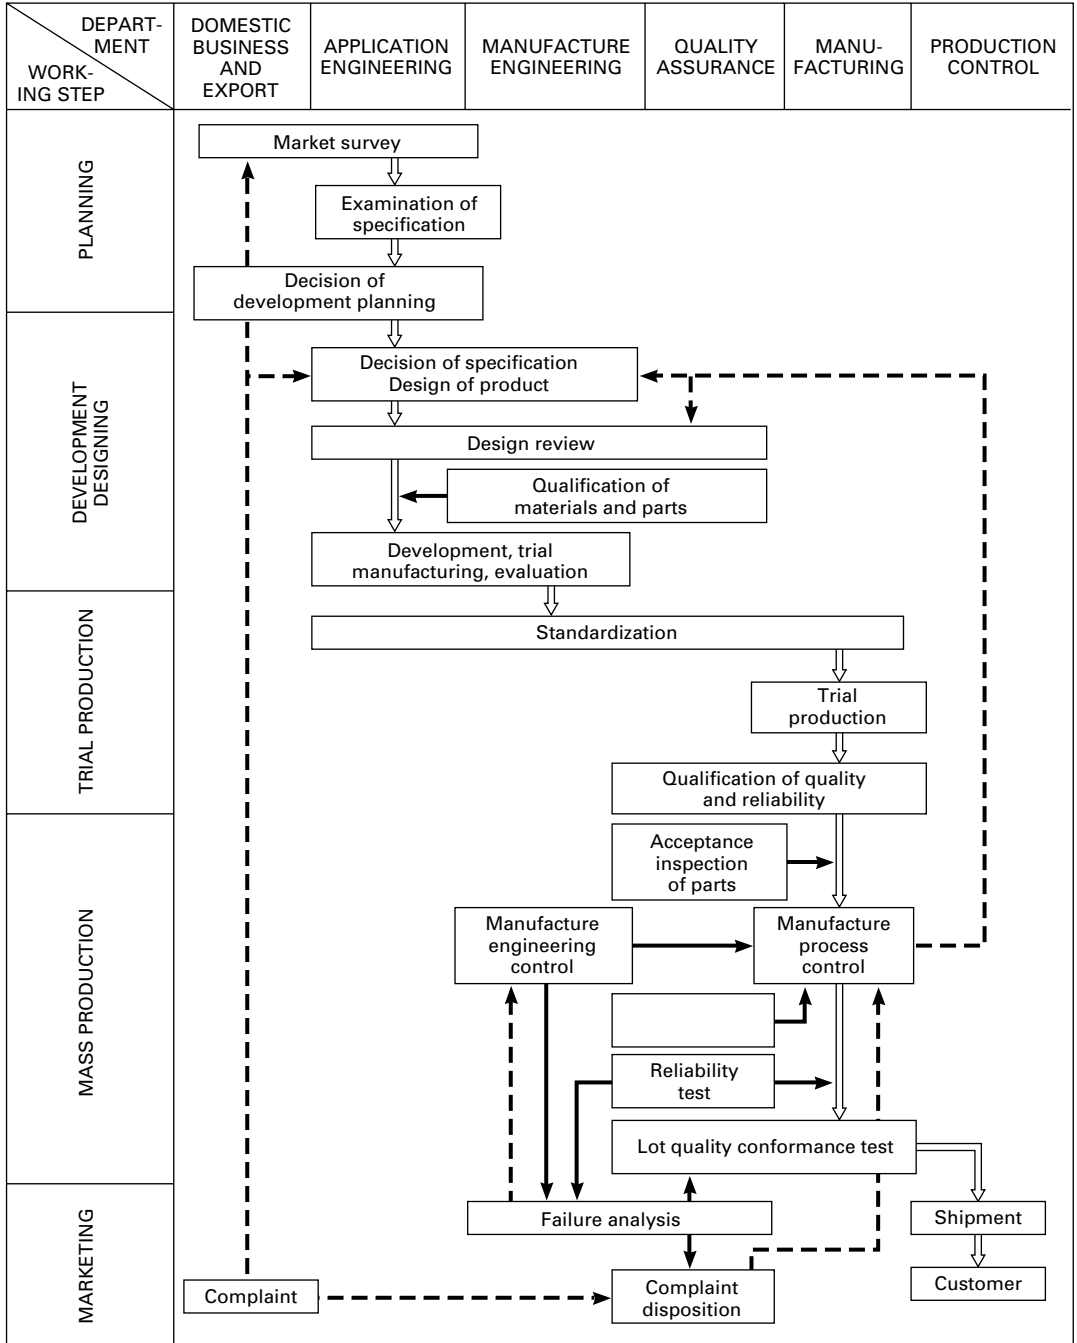 DEPART-
MENT
WORK-
ING STEP
DOMESTIC
BUSINESS
AND
EXPORT
APPLICATION
ENGINEERING
MANUFACTURE
ENGINEERING
QUALITY
ASSURANCE
MANU-
FACTURING
PRODUCTION
CONTROL
PLANNING
Market survey
Examination of
specification
Decision of
development planning
DEVELOPMENT
DESIGNING
Decision of specification
Design of product
Design review
Qualification of
materials and parts
Development, trial
manufacturing, evaluation
TRIAL PRODUCTION
Standardization
Trial
production
Qualification of quality
and reliability
MASS PRODUCTION
Acceptance
inspection
of parts
Manufacture
engineering
control
Manufacture
process
control
Reliability
test
Lot quality conformance test
MARKETING
Failure analysis
Shipment
Complaint
Complaint
disposition
Customer